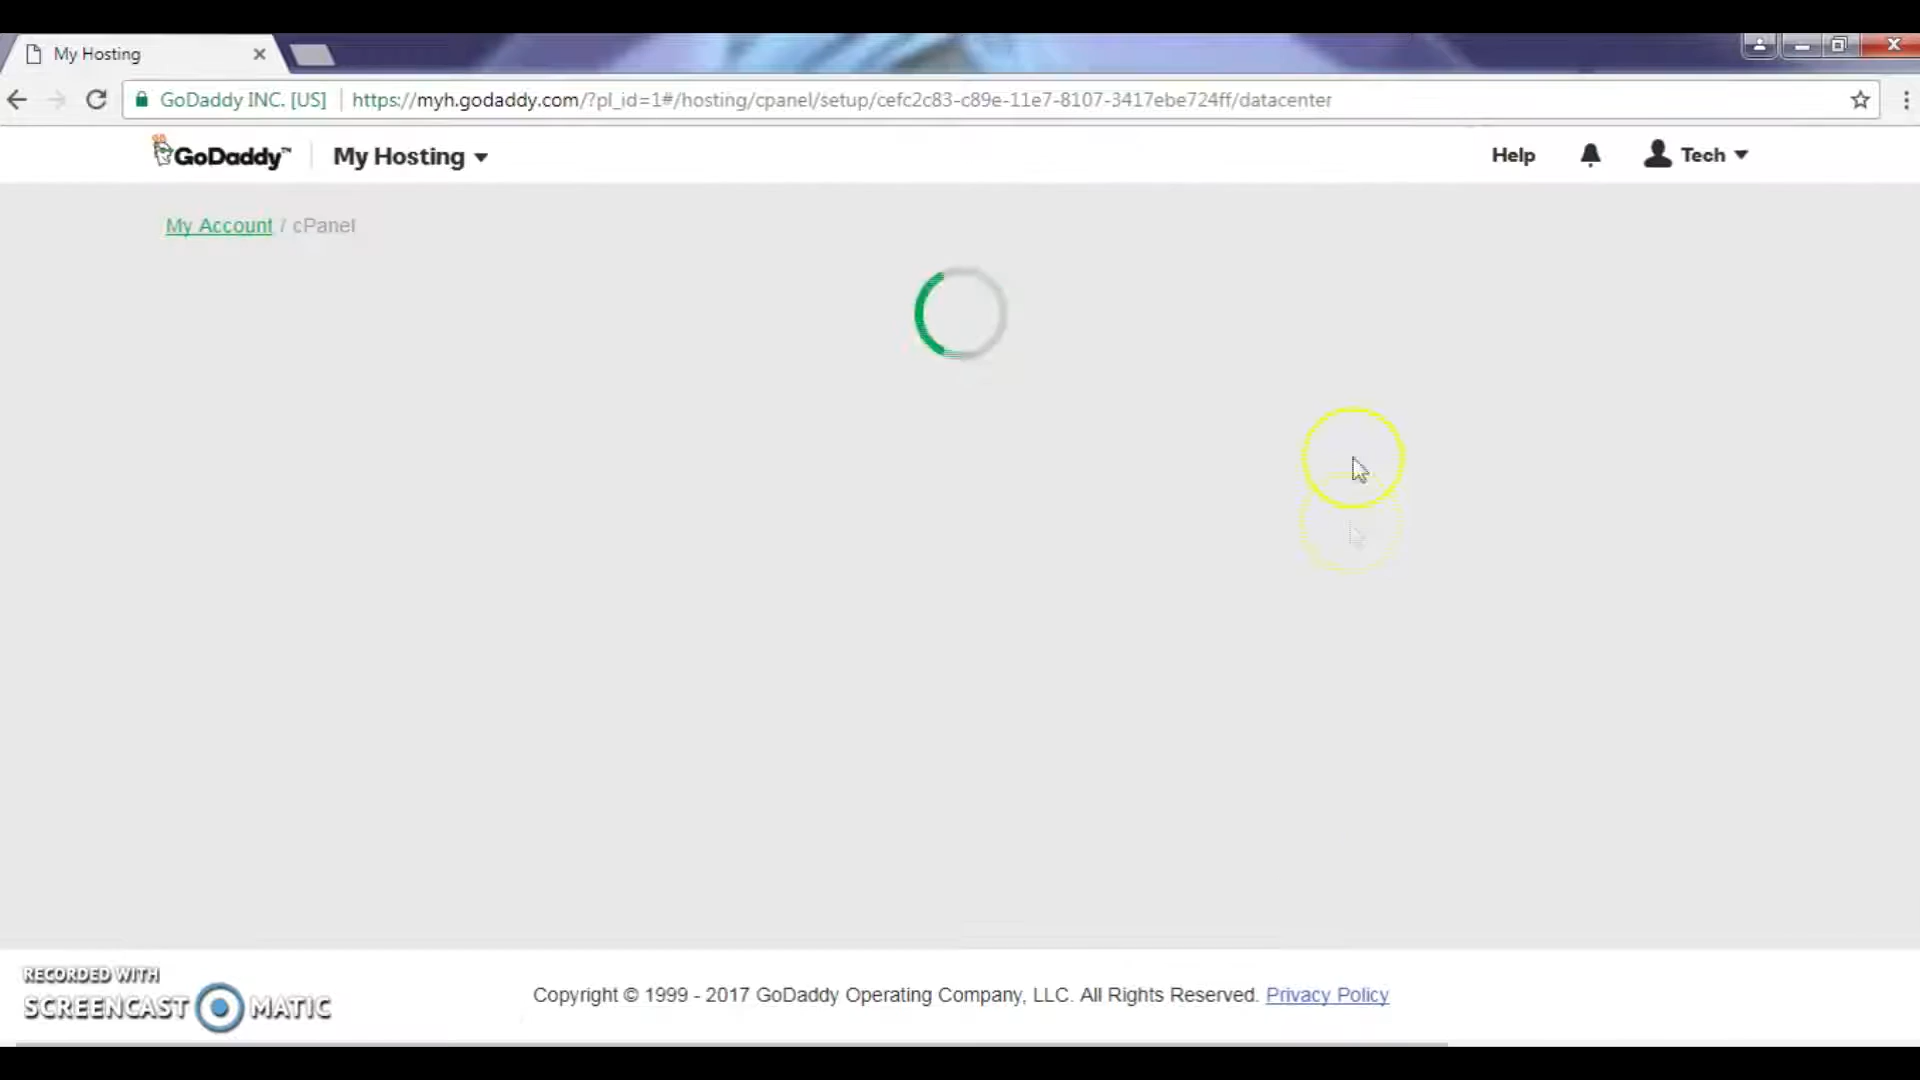 My Hosting
GoDaddy INC. [US] https://myh.godaddy.com/?pl_id=1#/hosting/cpanel/setup/cefc2c83-c89e-11e7-8107-3417ebe724ff/datacenter
GoDaddy™ My Hosting Help Tech
My Account / cPanel
RECORDED WITH
SCREENCAST MATIC
Copyright © 1999 - 2017 GoDaddy Operating Company, LLC. All Rights Reserved. Privacy Policy